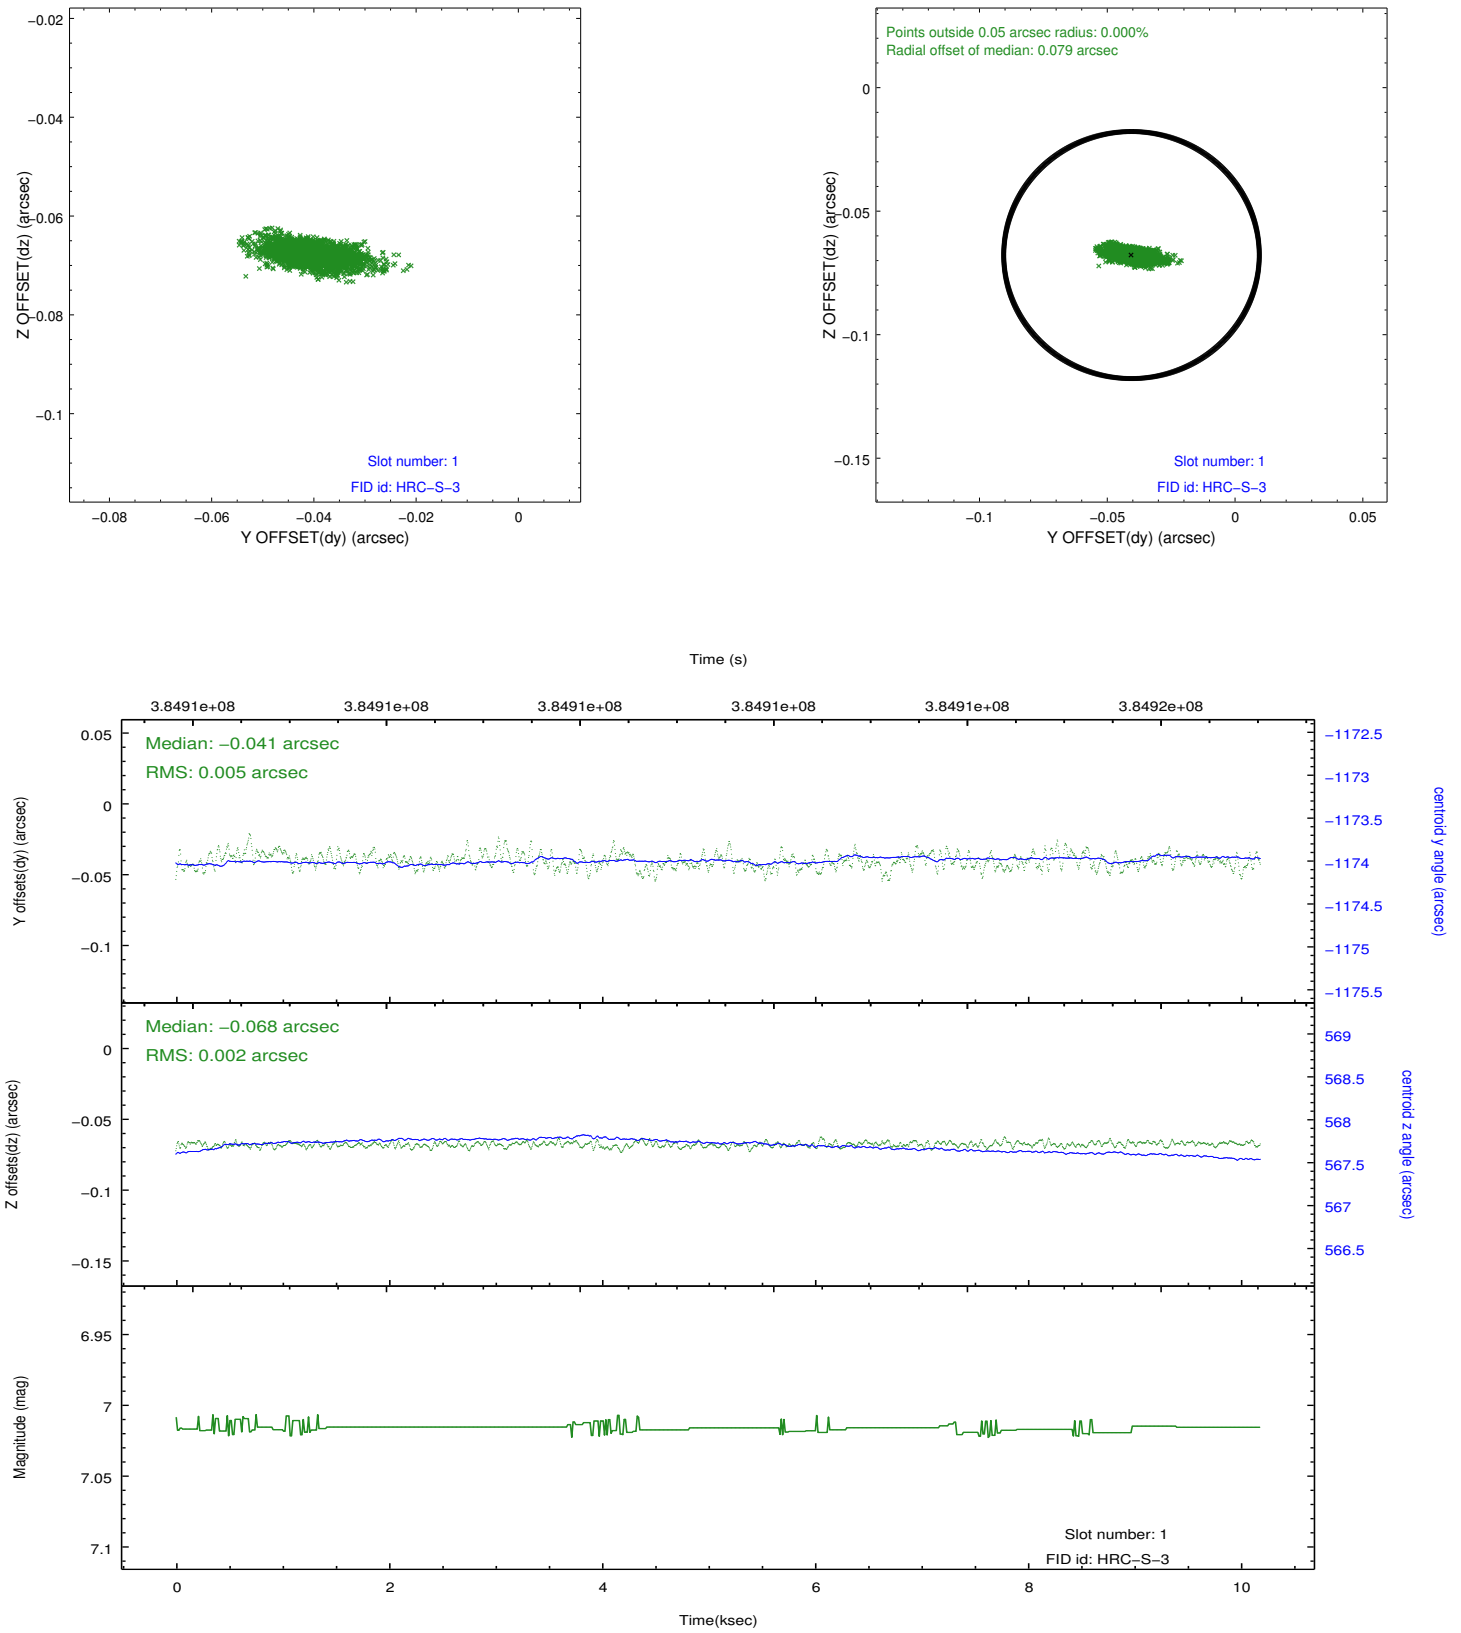 −0.02
−0.04
−0.06
−0.08
−0.1
Z OFFSET(dz) (arcsec)
Slot number: 1
FID id: HRC−S−3
−0.08 −0.06 −0.04 −0.02 0
Y OFFSET(dy) (arcsec)
Points outside 0.05 arcsec radius: 0.000%
Radial offset of median: 0.079 arcsec
0
−0.05
−0.1
−0.15
Z OFFSET(dz) (arcsec)
Slot number: 1
FID id: HRC−S−3
−0.1 −0.05 0 0.05
Y OFFSET(dy) (arcsec)
Time (s)
3.8491e+08 3.8491e+08 3.8491e+08 3.8491e+08 3.8491e+08 3.8492e+08
Median: −0.041 arcsec
RMS: 0.005 arcsec
0.05
0
−0.05
−0.1
Y offsets(dy) (arcsec)
−1172.5
−1173
−1173.5
−1174
−1174.5
−1175
−1175.5
centroid y angle (arcsec)
Median: −0.068 arcsec
RMS: 0.002 arcsec
0
−0.05
−0.1
−0.15
Z offsets(dz) (arcsec)
569
568.5
568
567.5
567
566.5
centroid z angle (arcsec)
6.95
7
7.05
7.1
Magnitude (mag)
Slot number: 1
FID id: HRC−S−3
0 2 4 6 8 10
Time(ksec)